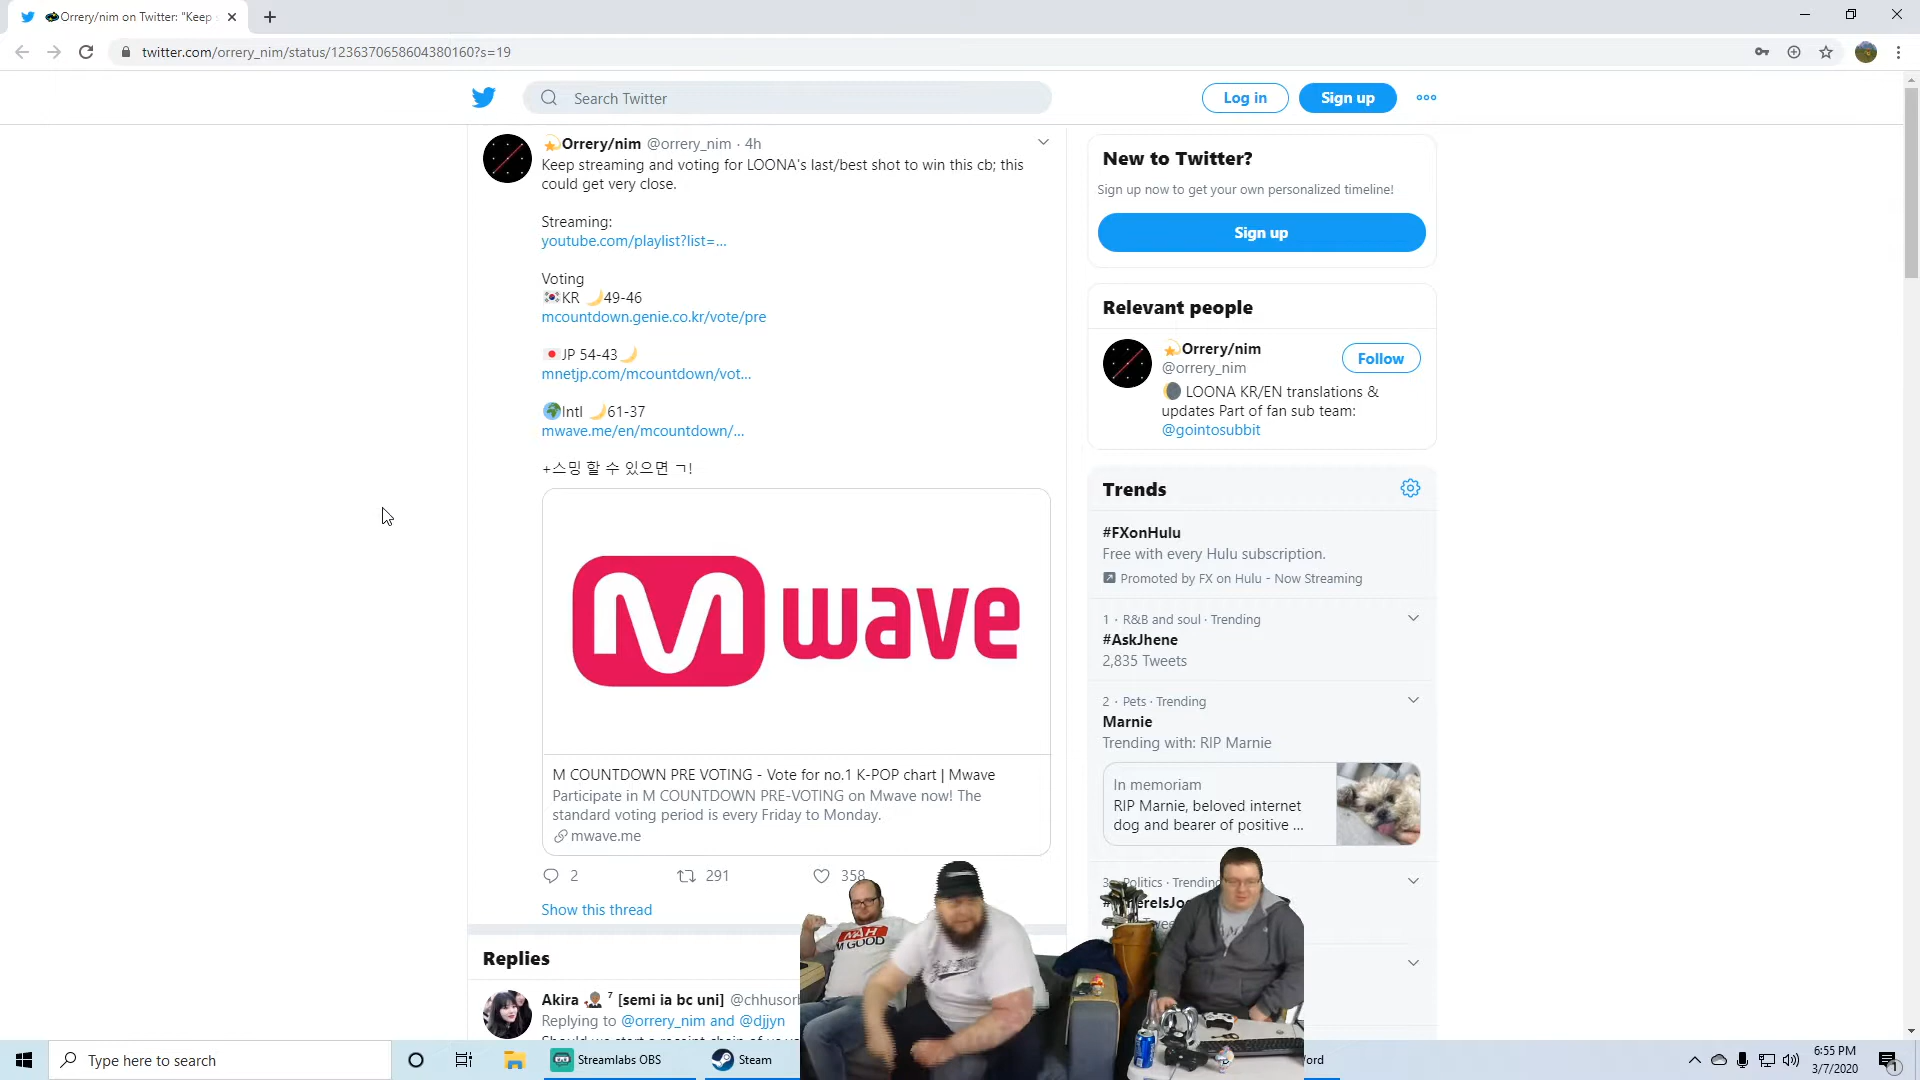 Orrery/nim on Twitter: "Keep
twitter.com/orrery_nim/status/1236370658604380160?s=19
Search Twitter
Log in
Sign up
Orrery/nim @orrery_nim · 4h
Keep streaming and voting for LOONA's last/best shot to win this cb; this
could get very close.
Streaming:
youtube.com/playlist?list=...
Voting
🇰🇷KR 🌙49-46
mcountdown.genie.co.kr/vote/pre
🇯🇵JP 54-43🌙
mnetjp.com/mcountdown/vot...
🌍Intl 🌙61-37
mwave.me/en/mcountdown/...
+스밍 할 수 있으면 ㄱ!
M wave
M COUNTDOWN PRE VOTING - Vote for no.1 K-POP chart | Mwave
Participate in M COUNTDOWN PRE-VOTING on Mwave now! The
standard voting period is every Friday to Monday.
mwave.me
2 291 358
Show this thread
Replies
Akira 7 [semi ia bc uni]
Replying to @orrery_nim and @djjyn
New to Twitter?
Sign up now to get your own personalized timeline!
Sign up
Relevant people
Orrery/nim
@orrery_nim
Follow
LOONA KR/EN translations &
updates Part of fan sub team:
@gointosubbit
Trends
#FXonHulu
Free with every Hulu subscription.
Promoted by FX on Hulu - Now Streaming
1 · R&B and soul · Trending
#AskJhene
2,835 Tweets
2 · Pets · Trending
Marnie
Trending with: RIP Marnie
In memoriam
RIP Marnie, beloved internet
dog and bearer of positive ...
3 Politics · Trending
M GOOD
Type here to search
Streamlabs OBS
Steam
6:55 PM
3/7/2020
1